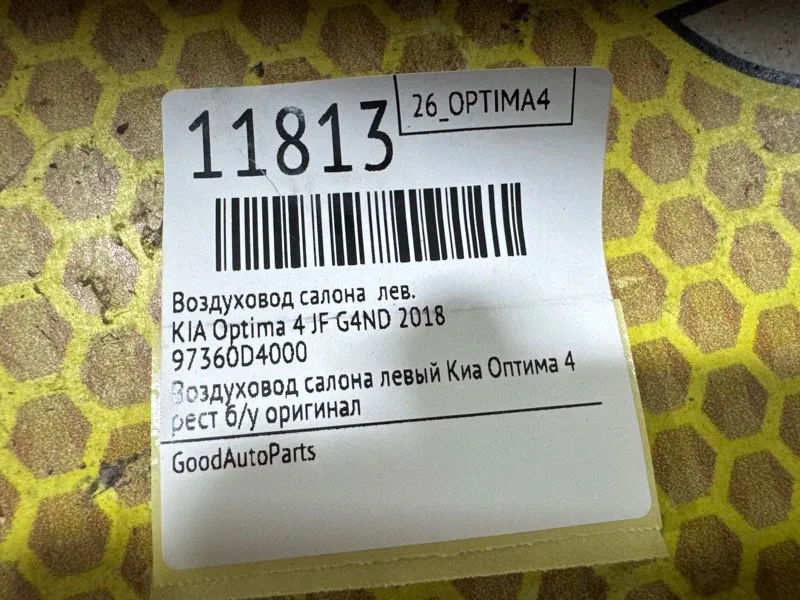 11813
26_OPTIMA4
Воздуховод салона лев.
KIA Optima 4 JF G4ND 2018
97360D4000
Воздуховод салона левый Киа Оптима 4
рест б/у оригинал
GoodAutoParts